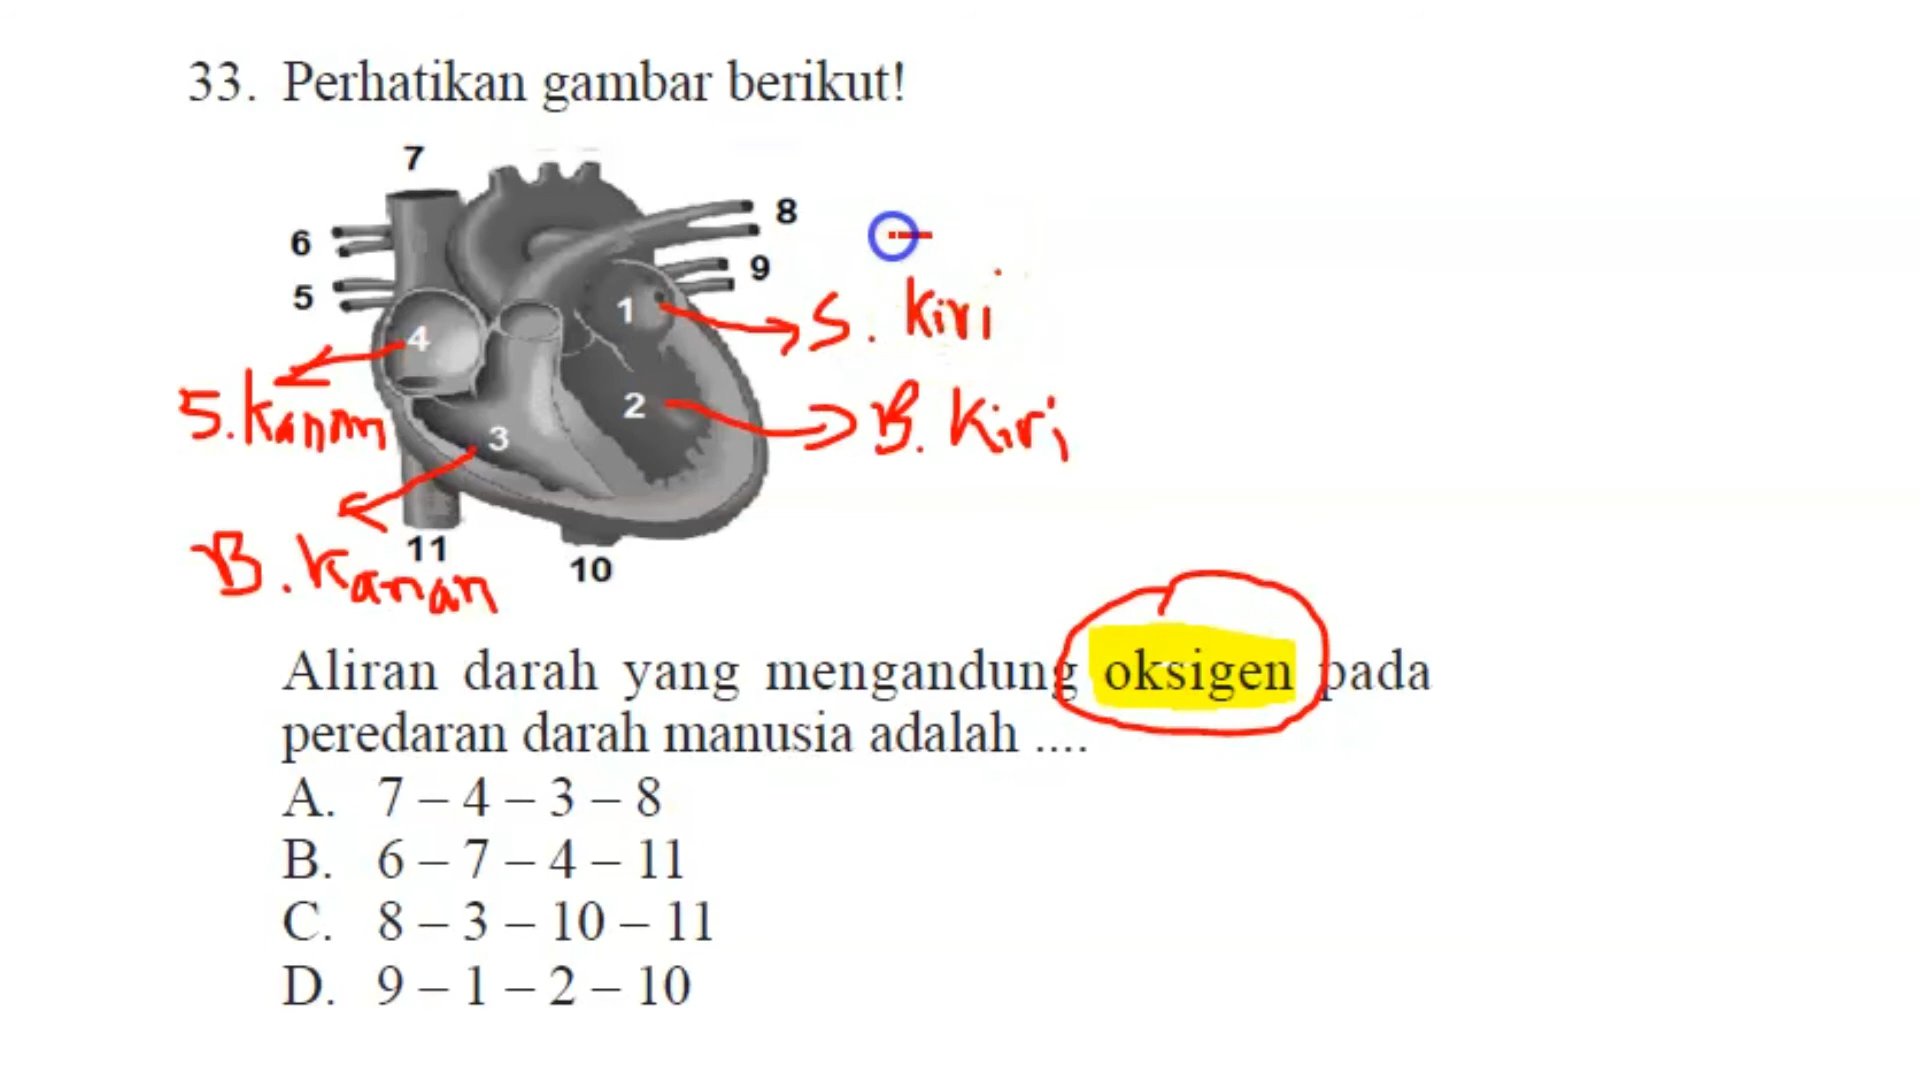 33. Perhatikan gambar berikut!
7
8
6
9
5
1
S. Kiri
4
S. Kanan
2
B. Kiri
3
11
B. Kanan
10
Aliran darah yang mengandung oksigen pada
peredaran darah manusia adalah ....
A. 7 – 4 – 3 – 8
B. 6 – 7 – 4 – 11
C. 8 – 3 – 10 – 11
D. 9 – 1 – 2 – 10